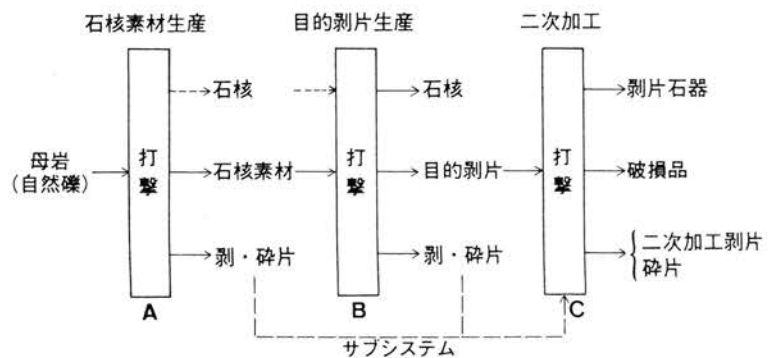 石核素材生産
目的剥片生産
二次加工
母岩
(自然礫)
打撃
石核
石核素材
剥・砕片
A
打撃
石核
目的剥片
剥・砕片
B
打撃
剥片石器
破損品
二次加工剥片
砕片
C
サブシステム